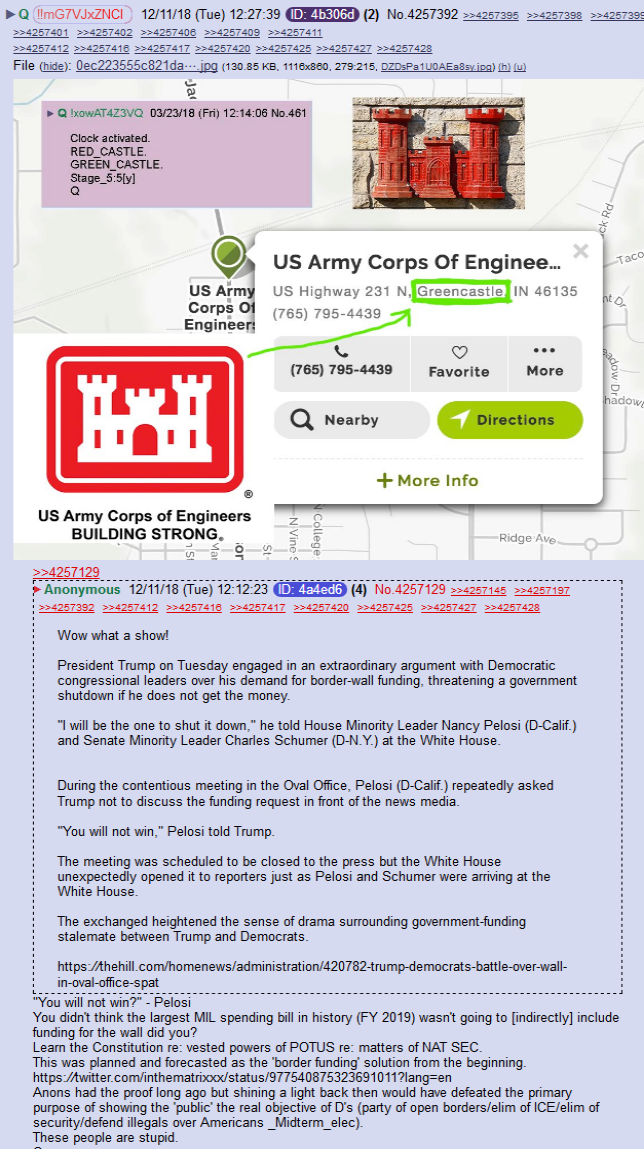 ▶ Q !!mG7VJxZNCI 12/11/18 (Tue) 12:27:39 ID: 4b306d (2) No.4257392 >>4257395 >>4257398 >>4257399
>>4257401 >>4257402 >>4257406 >>4257409 >>4257411
>>4257412 >>4257416 >>4257417 >>4257420 >>4257425 >>4257427 >>4257428
File (hide): 0ec223555c821da⋯.jpg (130.85 KB, 1116x860, 279:215, DZDsPa1U0AEa8sy.jpg) (h) (u)
▶ Q !xowAT4Z3VQ 03/23/18 (Fri) 12:14:06 No.461
Clock activated.
RED_CASTLE.
GREEN_CASTLE.
Stage_5:5[y]
Q
US Army
Corps Of
Engineers
US Army Corps Of Enginee...
US Highway 231 N, Greencastle, IN 46135
(765) 795-4439
(765) 795-4439
Favorite
More
Nearby
Directions
+ More Info
US Army Corps of Engineers
BUILDING STRONG®
®
N Vine S
N College
Ridge Ave
Taco
>>4257129
▶ Anonymous 12/11/18 (Tue) 12:12:23 ID: 4a4ed6 (4) No.4257129 >>4257145 >>4257197
>>4257392 >>4257412 >>4257416 >>4257417 >>4257420 >>4257425 >>4257427 >>4257428
Wow what a show!
President Trump on Tuesday engaged in an extraordinary argument with Democratic
congressional leaders over his demand for border-wall funding, threatening a government
shutdown if he does not get the money.
"I will be the one to shut it down," he told House Minority Leader Nancy Pelosi (D-Calif.)
and Senate Minority Leader Charles Schumer (D-N.Y.) at the White House.
During the contentious meeting in the Oval Office, Pelosi (D-Calif.) repeatedly asked
Trump not to discuss the funding request in front of the news media.
"You will not win," Pelosi told Trump.
The meeting was scheduled to be closed to the press but the White House
unexpectedly opened it to reporters just as Pelosi and Schumer were arriving at the
White House.
The exchanged heightened the sense of drama surrounding government-funding
stalemate between Trump and Democrats.
https://thehill.com/homenews/administration/420782-trump-democrats-battle-over-wall-
in-oval-office-spat
"You will not win?" - Pelosi
You didn't think the largest MIL spending bill in history (FY 2019) wasn't going to [indirectly] include
funding for the wall did you?
Learn the Constitution re: vested powers of POTUS re: matters of NAT SEC.
This was planned and forecasted as the 'border funding' solution from the beginning.
https://twitter.com/inthematrixxx/status/977540875323691011?lang=en
Anons had the proof long ago but shining a light back then would have defeated the primary
purpose of showing the 'public' the real objective of D's (party of open borders/elim of ICE/elim of
security/defend illegals over Americans _Midterm_elec).
These people are stupid.